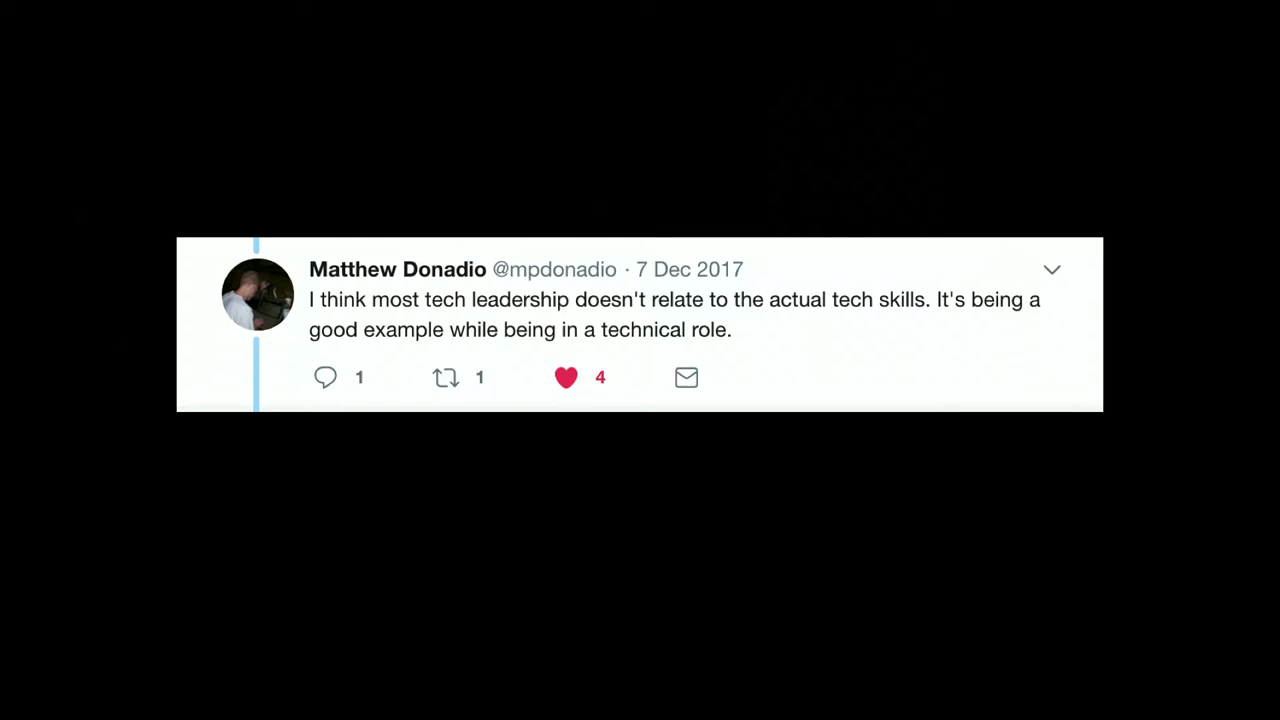 Matthew Donadio @mpdonadio · 7 Dec 2017
I think most tech leadership doesn't relate to the actual tech skills. It's being a
good example while being in a technical role.
1 1 4